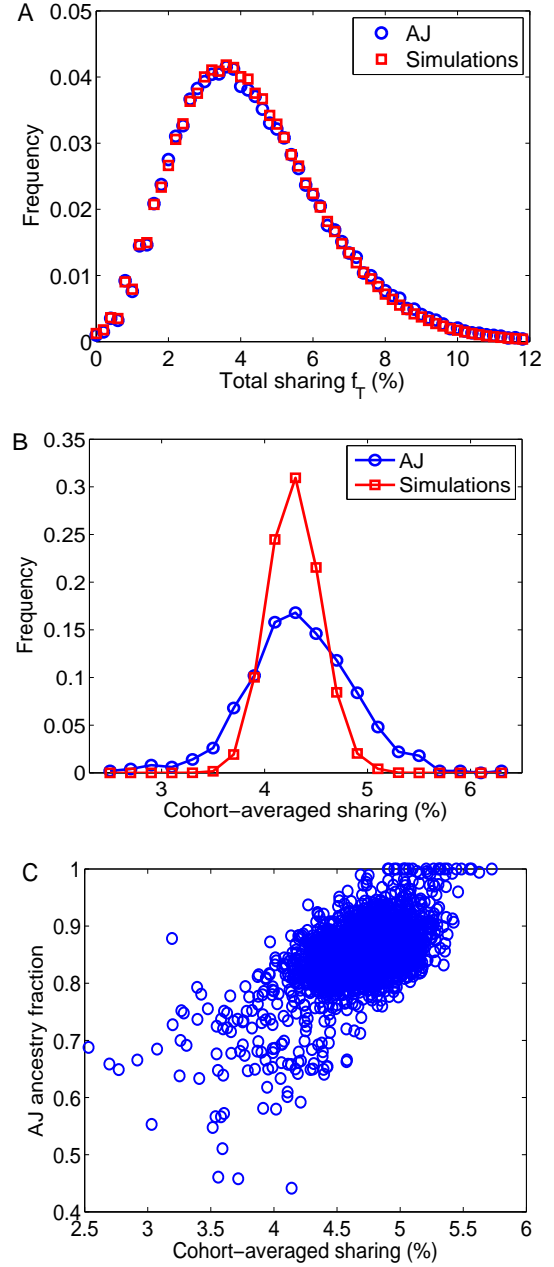 A
0.05
0.04
0.03
0.02
0.01
0
Frequency
AJ
Simulations
0 2 4 6 8 10 12
Total sharing f_T (%)
B
0.35
0.3
0.25
0.2
0.15
0.1
0.05
0
Frequency
AJ
Simulations
3 4 5 6
Cohort−averaged sharing (%)
C
1
0.9
0.8
0.7
0.6
0.5
0.4
AJ ancestry fraction
2.5 3 3.5 4 4.5 5 5.5 6
Cohort−averaged sharing (%)